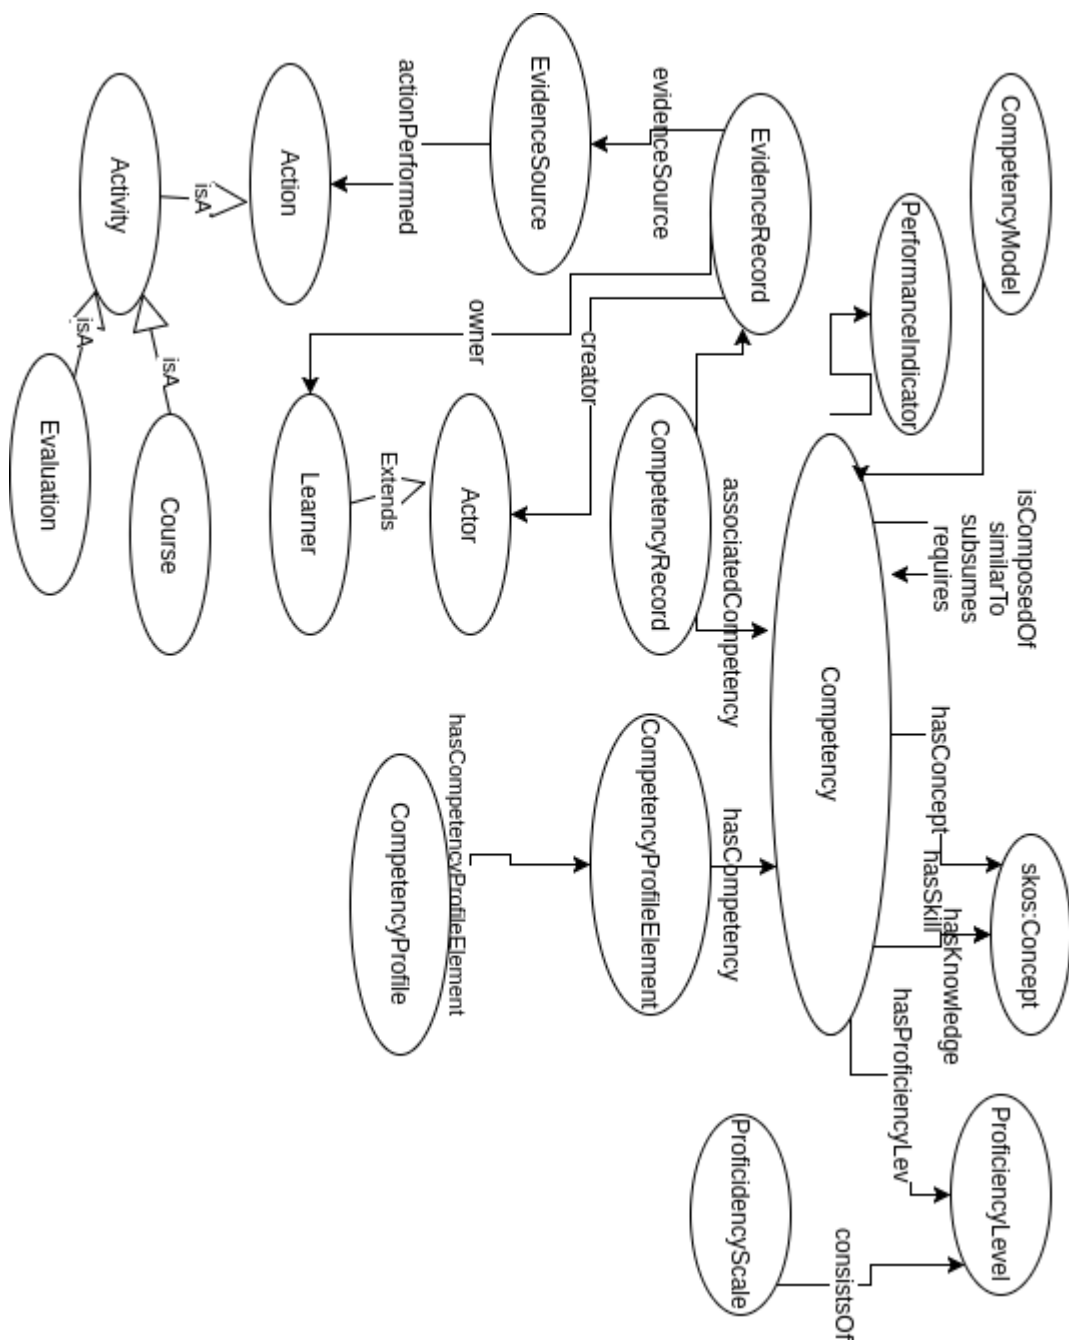 CompetencyModel
PerformanceIndicator
isComposedOf
similarTo
subsumes
requires
EvidenceRecord
evidenceSource
EvidenceSource
actionPerformed
Action
isA
Activity
isA
isA
Evaluation
Course
owner
creator
Learner
Extends
Actor
CompetencyRecord
associatedCompetency
Competency
hasConcept
skos:Concept
hasSkill
hasKnowledge
hasCompetency
CompetencyProfileElement
hasCompetencyProfileElement
CompetencyProfile
hasProficiencyLev
ProficiencyLevel
ProficidencyScale
consistsOf